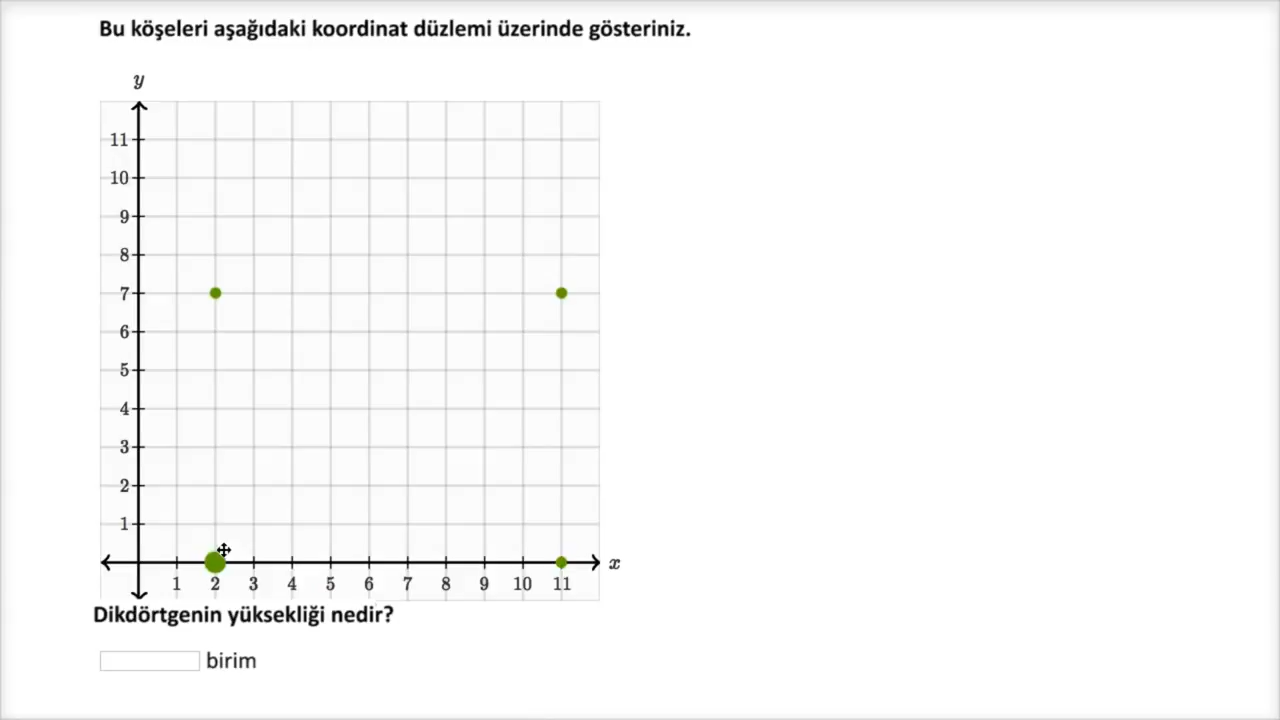 Bu köşeleri aşağıdaki koordinat düzlemi üzerinde gösteriniz.
y
11
10
9
8
7
6
5
4
3
2
1
x
1 2 3 4 5 6 7 8 9 10 11
Dikdörtgenin yüksekliği nedir?
birim